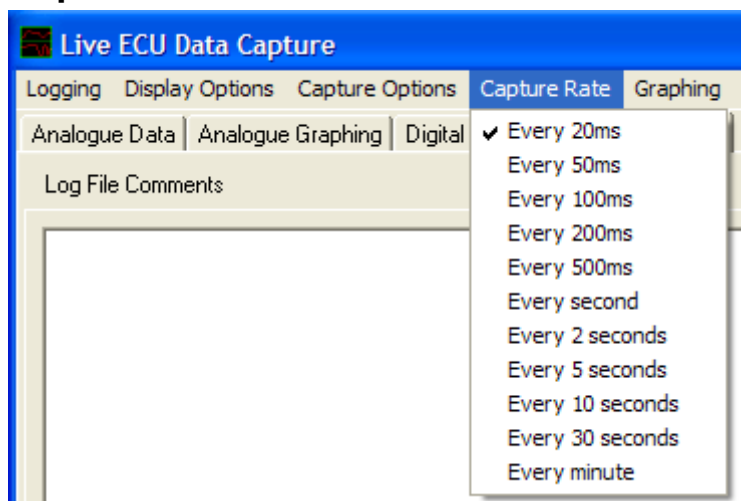 Live ECU Data Capture
Logging Display Options Capture Options Capture Rate Graphing
Analogue Data Analogue Graphing Digital
Log File Comments
Every 20ms
Every 50ms
Every 100ms
Every 200ms
Every 500ms
Every second
Every 2 seconds
Every 5 seconds
Every 10 seconds
Every 30 seconds
Every minute